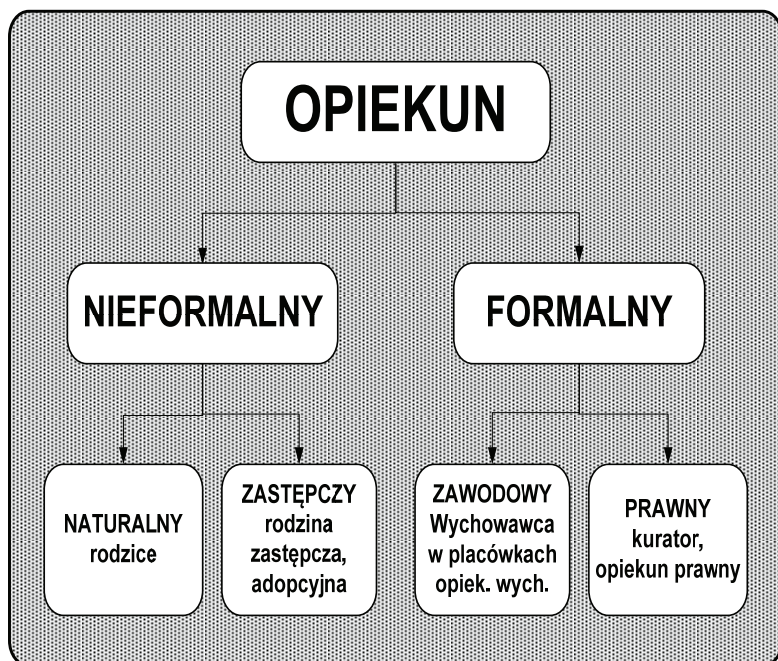 OPIEKUN
NIEFORMALNY
FORMALNY
NATURALNY
rodzice
ZASTĘPCZY
rodzina
zastępcza,
adopcyjna
ZAWODOWY
Wychowawca
w placówkach
opiek. wych.
PRAWNY
kurator,
opiekun prawny